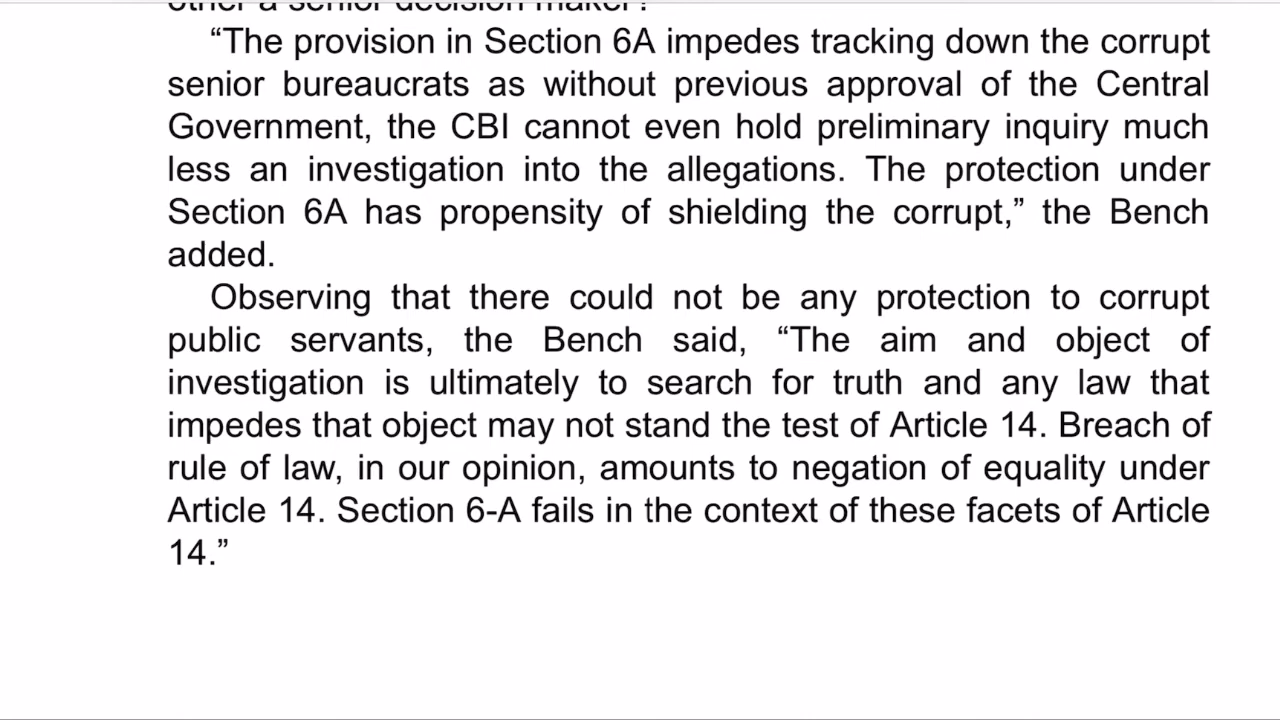 other a senior decision maker?
“The provision in Section 6A impedes tracking down the corrupt
senior bureaucrats as without previous approval of the Central
Government, the CBI cannot even hold preliminary inquiry much
less an investigation into the allegations. The protection under
Section 6A has propensity of shielding the corrupt,” the Bench
added.
Observing that there could not be any protection to corrupt
public servants, the Bench said, “The aim and object of
investigation is ultimately to search for truth and any law that
impedes that object may not stand the test of Article 14. Breach of
rule of law, in our opinion, amounts to negation of equality under
Article 14. Section 6-A fails in the context of these facets of Article
14.”